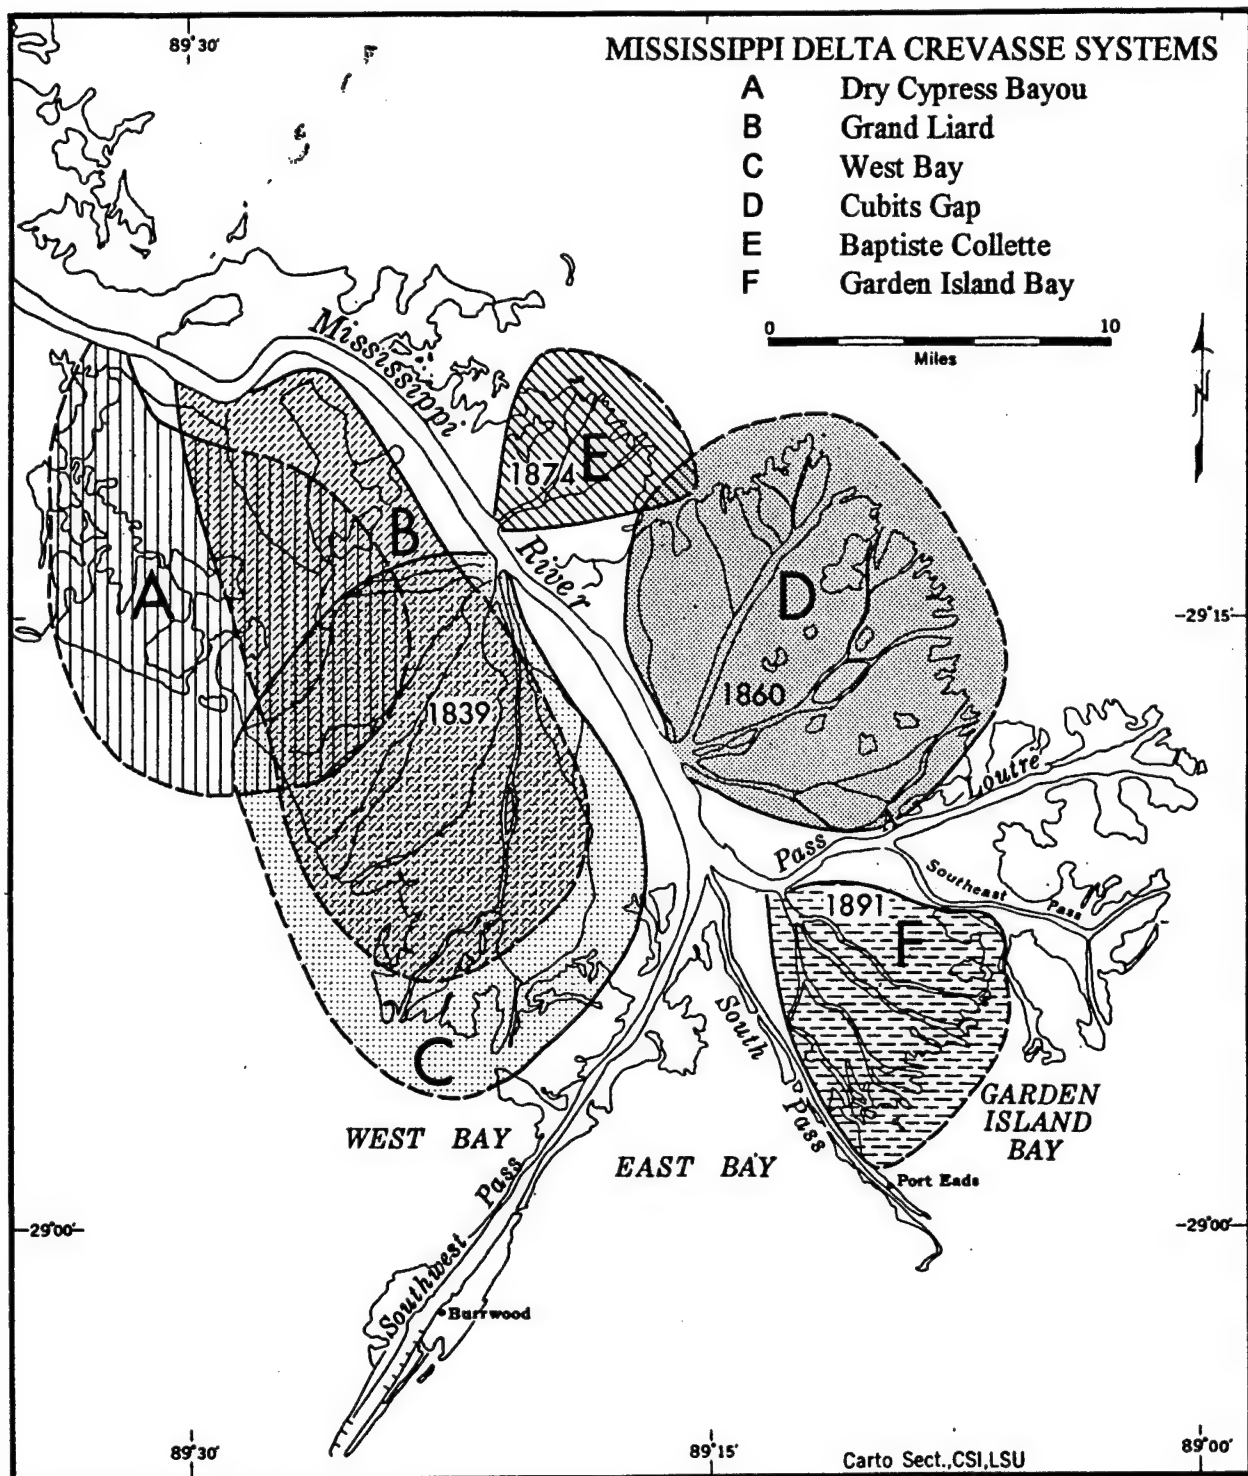 89°30'
MISSISSIPPI DELTA CREVASSE SYSTEMS
A Dry Cypress Bayou
B Grand Liard
C West Bay
D Cubits Gap
E Baptiste Collette
F Garden Island Bay
0 10
Miles
N
Mississippi
River
E
1874
B
A
D
29°15'
1860
1839
Pass A Loutre
Southeast Pass
1891
F
South Pass
C
GARDEN
ISLAND
BAY
WEST BAY
EAST BAY
Port Eads
29°00'
29°00'
Southwest Pass
Burrwood
89°30'
89°15'
89°00'
Carto Sect.,CSI,LSU